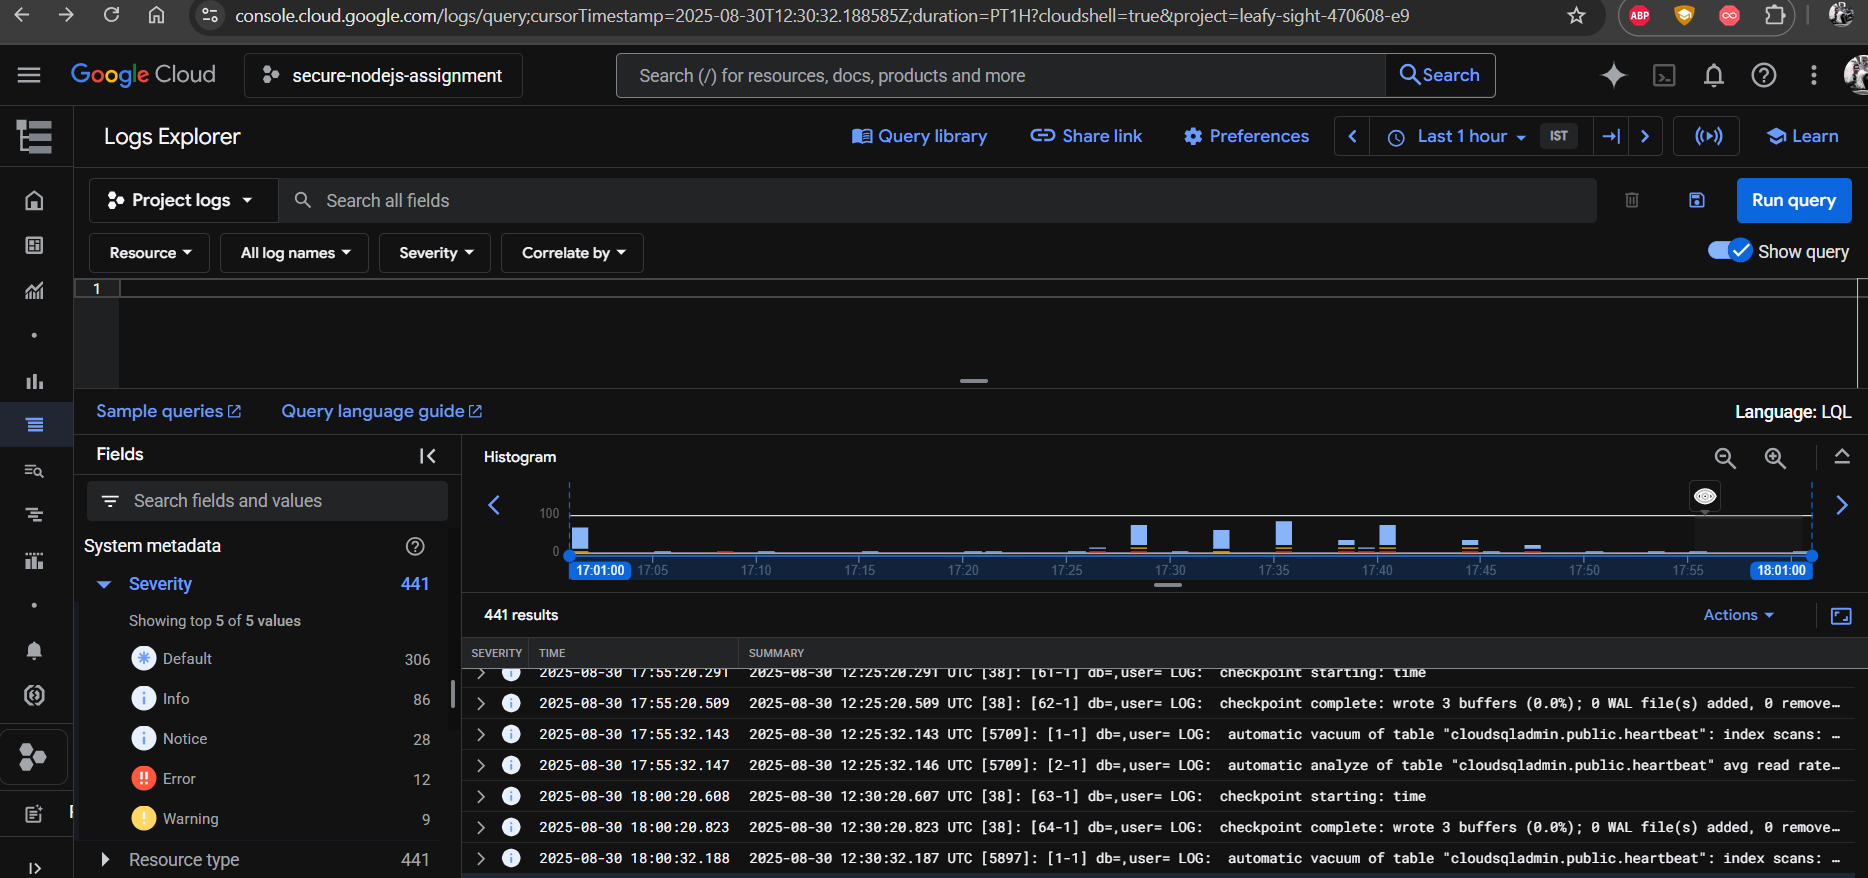 console.cloud.google.com/logs/query;cursorTimestamp=2025-08-30T12:30:32.188585Z;duration=PT1H?cloudshell=true&project=leafy-sight-470608-e9
ABP
Google Cloud
secure-nodejs-assignment
Search (/) for resources, docs, products and more
Search
Logs Explorer
Query library
Share link
Preferences
Last 1 hour
IST
Learn
Project logs
Search all fields
Run query
Resource
All log names
Severity
Correlate by
Show query
1
Sample queries
Query language guide
Language: LQL
Fields
Search fields and values
System metadata
Severity 441
Showing top 5 of 5 values
Default 306
Info 86
Notice 28
Error 12
Warning 9
Resource type 441
Histogram
100
0
17:01:00 17:05 17:10 17:15 17:20 17:25 17:30 17:35 17:40 17:45 17:50 17:55 18:01:00
441 results
Actions
SEVERITY TIME SUMMARY
2025-08-30 17:55:20.291 2025-08-30 12:25:20.291 UTC [38]: [61-1] db=,user= LOG: checkpoint starting: time
2025-08-30 17:55:20.509 2025-08-30 12:25:20.509 UTC [38]: [62-1] db=,user= LOG: checkpoint complete: wrote 3 buffers (0.0%); 0 WAL file(s) added, 0 remove…
2025-08-30 17:55:32.143 2025-08-30 12:25:32.143 UTC [5709]: [1-1] db=,user= LOG: automatic vacuum of table "cloudsqladmin.public.heartbeat": index scans: …
2025-08-30 17:55:32.147 2025-08-30 12:25:32.146 UTC [5709]: [2-1] db=,user= LOG: automatic analyze of table "cloudsqladmin.public.heartbeat" avg read rate…
2025-08-30 18:00:20.608 2025-08-30 12:30:20.607 UTC [38]: [63-1] db=,user= LOG: checkpoint starting: time
2025-08-30 18:00:20.823 2025-08-30 12:30:20.823 UTC [38]: [64-1] db=,user= LOG: checkpoint complete: wrote 3 buffers (0.0%); 0 WAL file(s) added, 0 remove…
2025-08-30 18:00:32.188 2025-08-30 12:30:32.187 UTC [5897]: [1-1] db=,user= LOG: automatic vacuum of table "cloudsqladmin.public.heartbeat": index scans: …